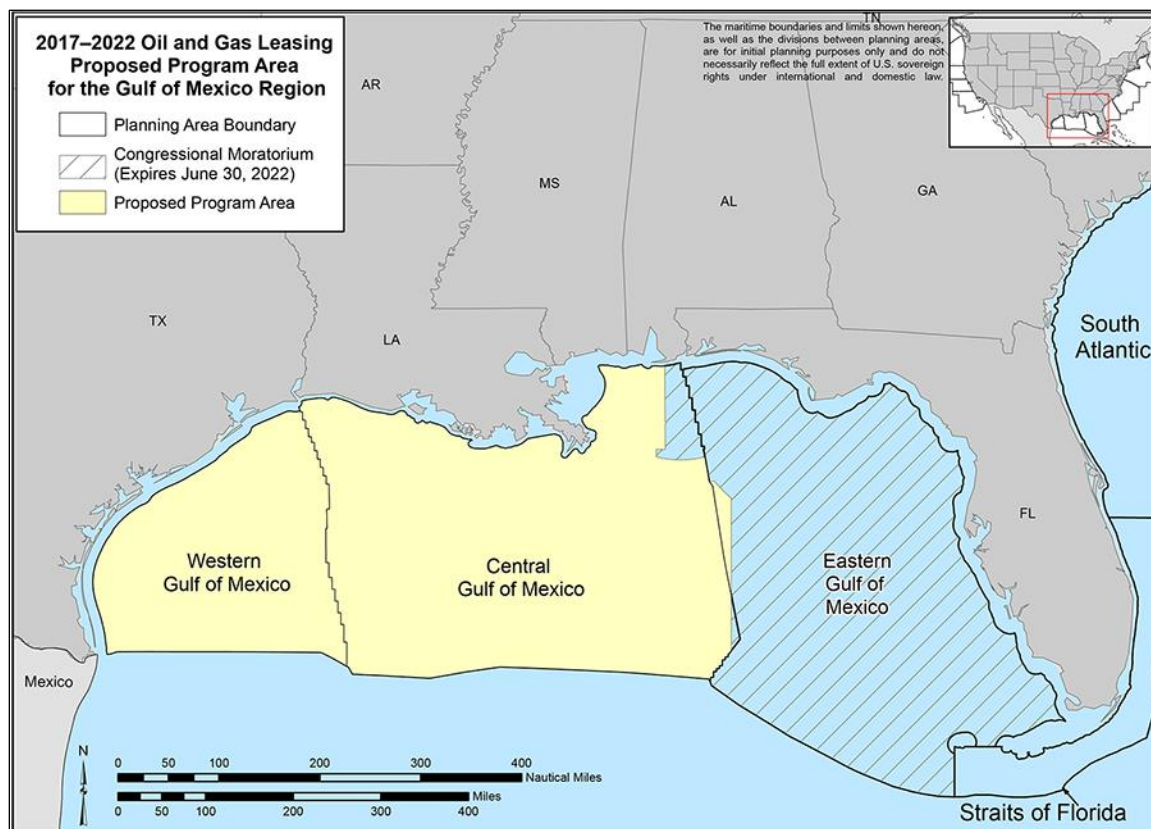 2017–2022 Oil and Gas Leasing
Proposed Program Area
for the Gulf of Mexico Region
Planning Area Boundary
Congressional Moratorium
(Expires June 30, 2022)
Proposed Program Area
The maritime boundaries and limits shown hereon,
as well as the divisions between planning areas,
are for initial planning purposes only and do not
necessarily reflect the full extent of U.S. sovereign
rights under international and domestic law.
TN
AR
MS
AL
GA
TX
LA
South
Atlantic
FL
Western
Gulf of Mexico
Central
Gulf of Mexico
Eastern
Gulf of
Mexico
Mexico
N
0 50 100 200 300 400
Nautical Miles
Miles
0 50 100 200 300 400
Straits of Florida